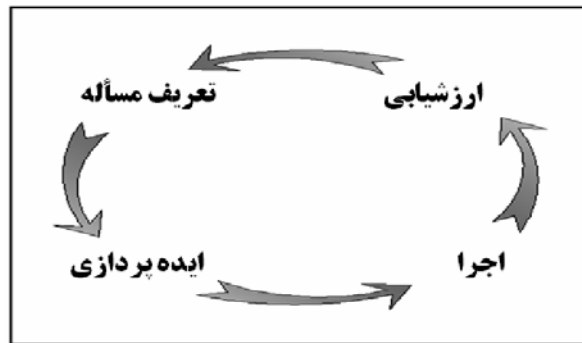 ارزشیابی
تعریف مسأله
اجرا
ایده پردازی